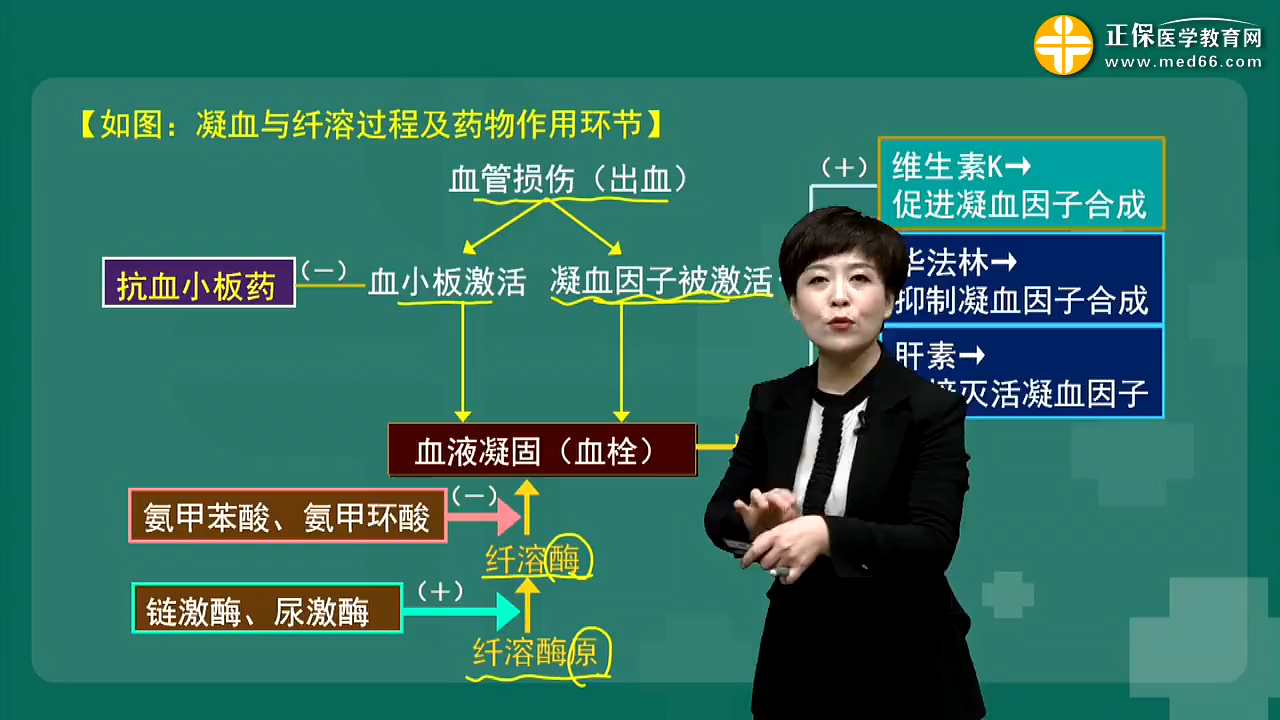 正保医学教育网
www.med66.com
【如图：凝血与纤溶过程及药物作用环节】
血管损伤（出血）
（＋）
维生素K→
促进凝血因子合成
抗血小板药
（－）
血小板激活
凝血因子被激活
华法林→
抑制凝血因子合成
肝素→
灭活凝血因子
血液凝固（血栓）
氨甲苯酸、氨甲环酸
（－）
纤溶酶
链激酶、尿激酶
（＋）
纤溶酶原